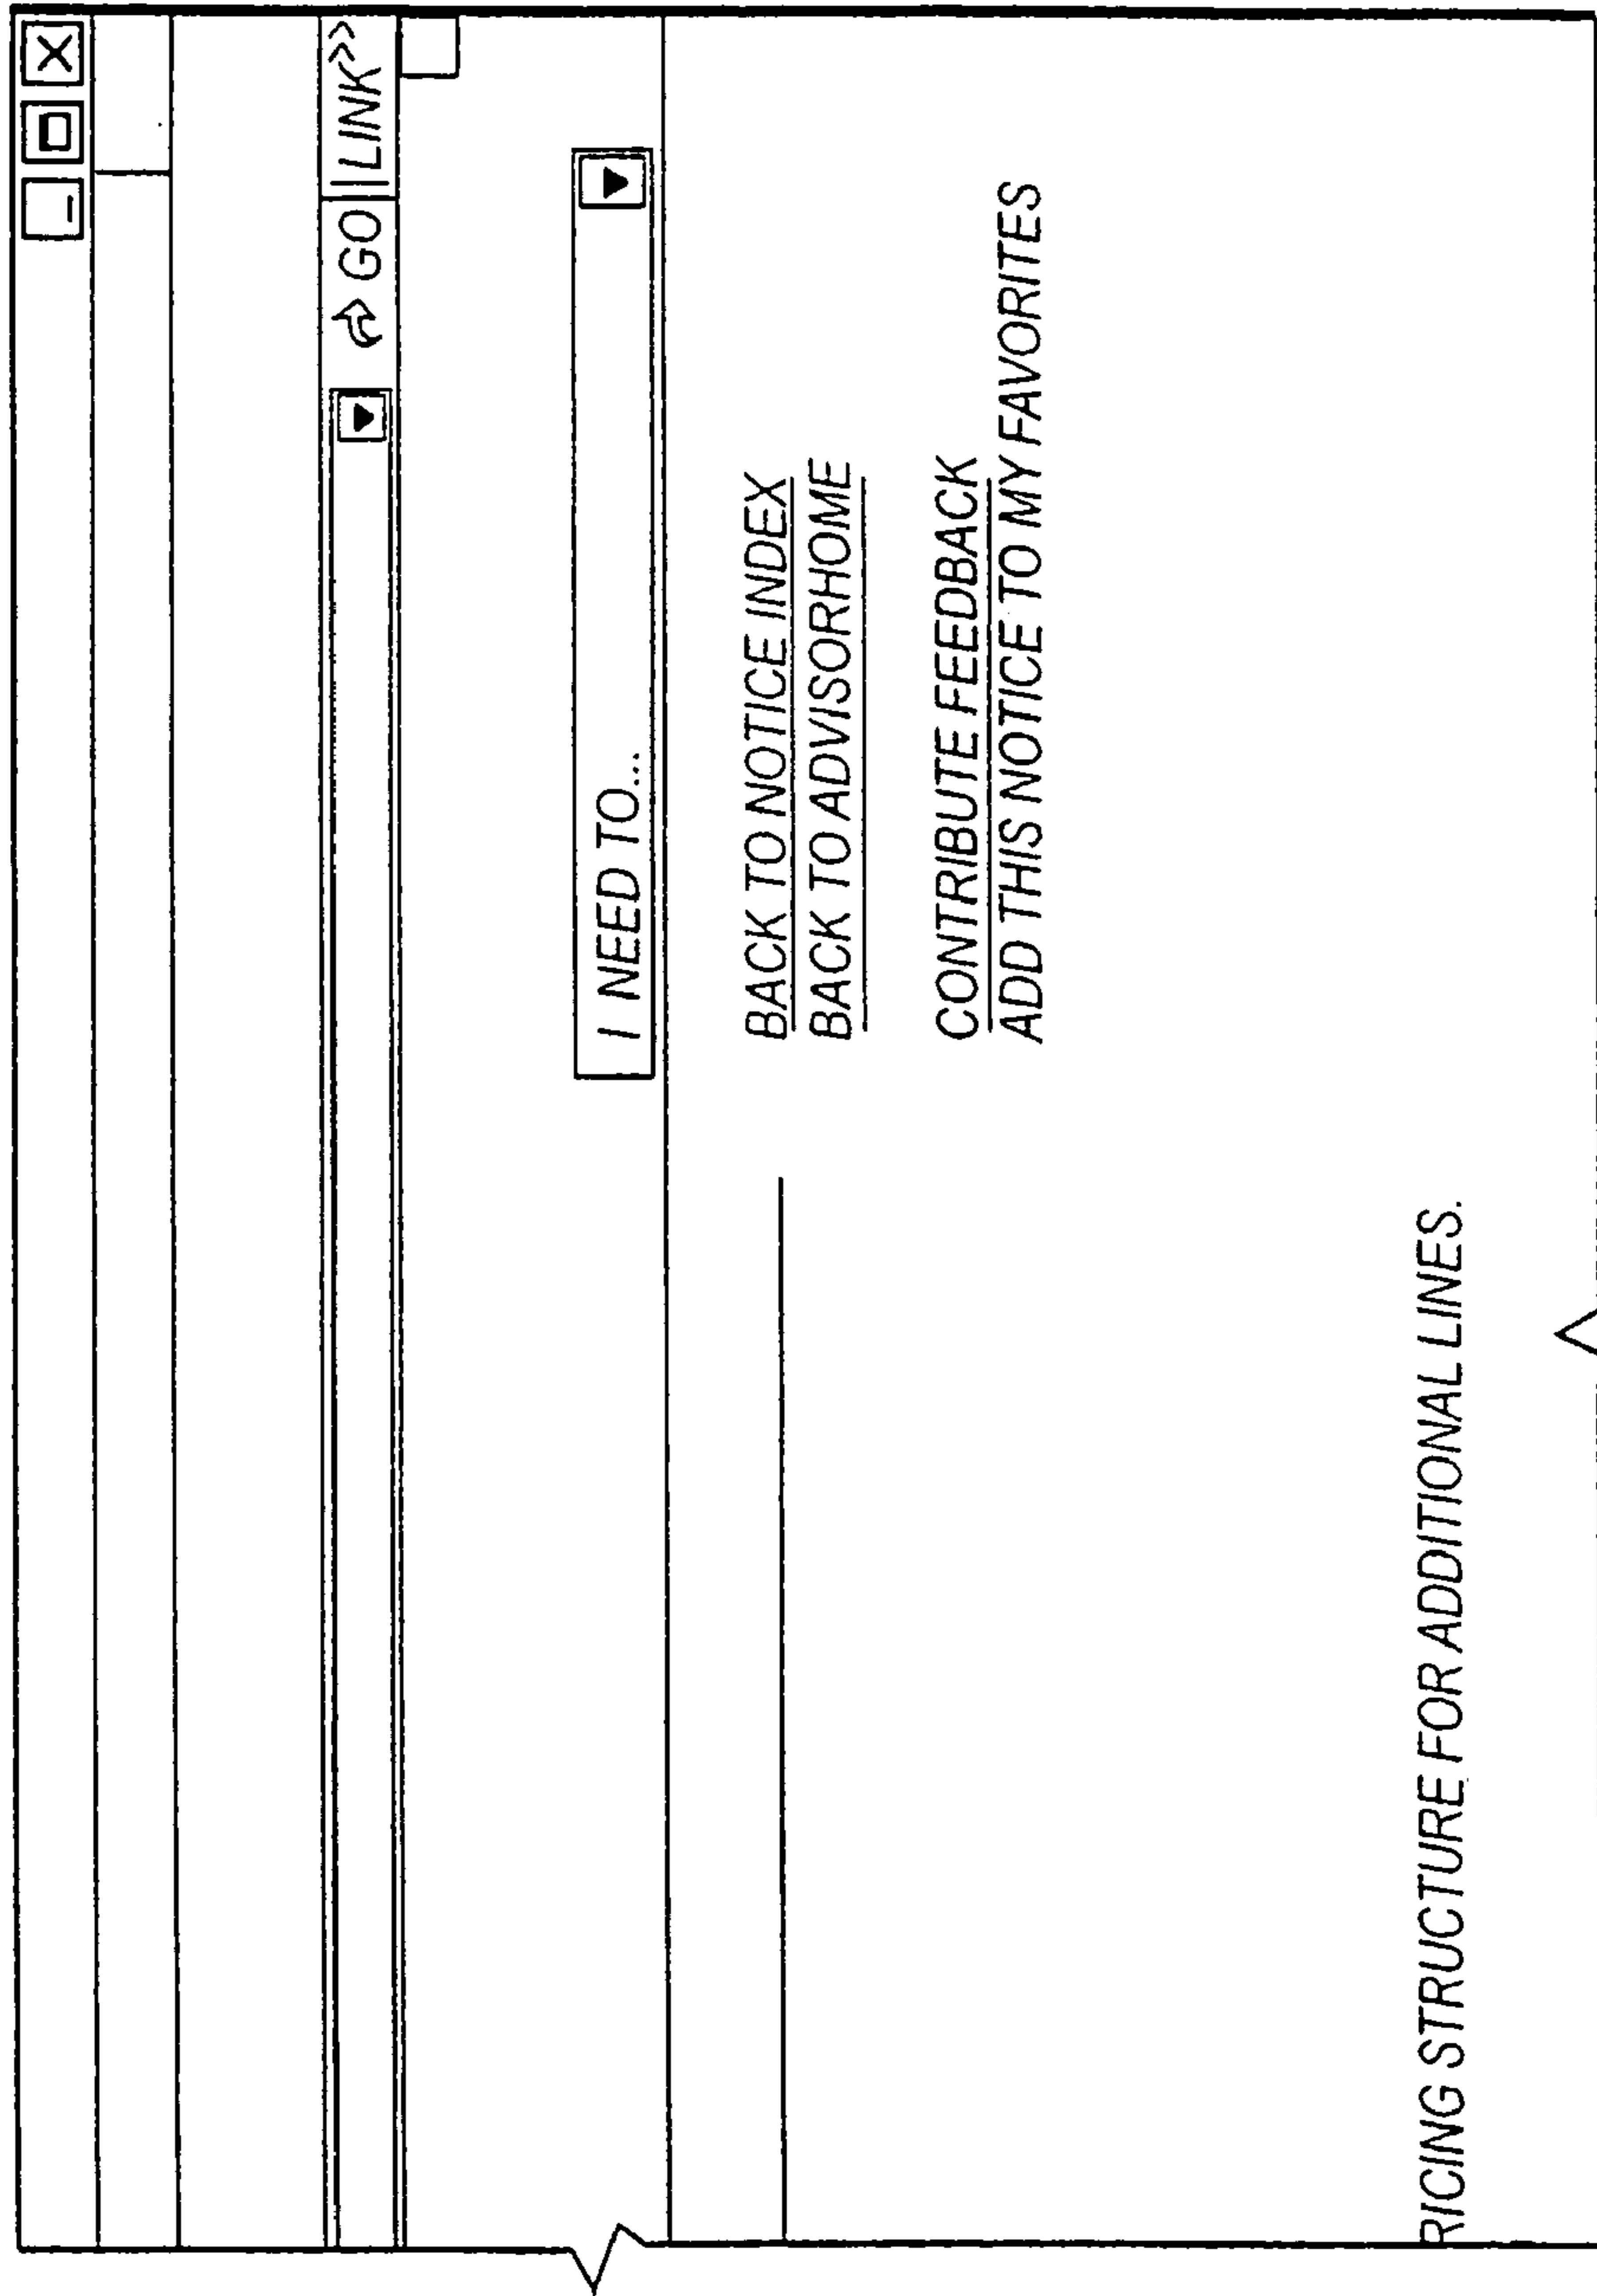 GO LINK >>
I NEED TO...
BACK TO NOTICE INDEX
BACK TO ADVISORHOME
CONTRIBUTE FEEDBACK
ADD THIS NOTICE TO MY FAVORITES
RICING STRUCTURE FOR ADDITIONAL LINES.